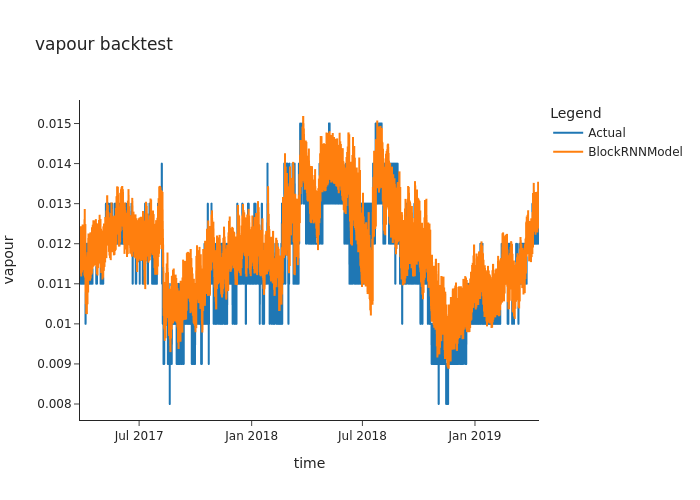 vapour backtest
Legend
Actual
BlockRNNModel
vapour
0.015
0.014
0.013
0.012
0.011
0.01
0.009
0.008
Jul 2017
Jan 2018
Jul 2018
Jan 2019
time